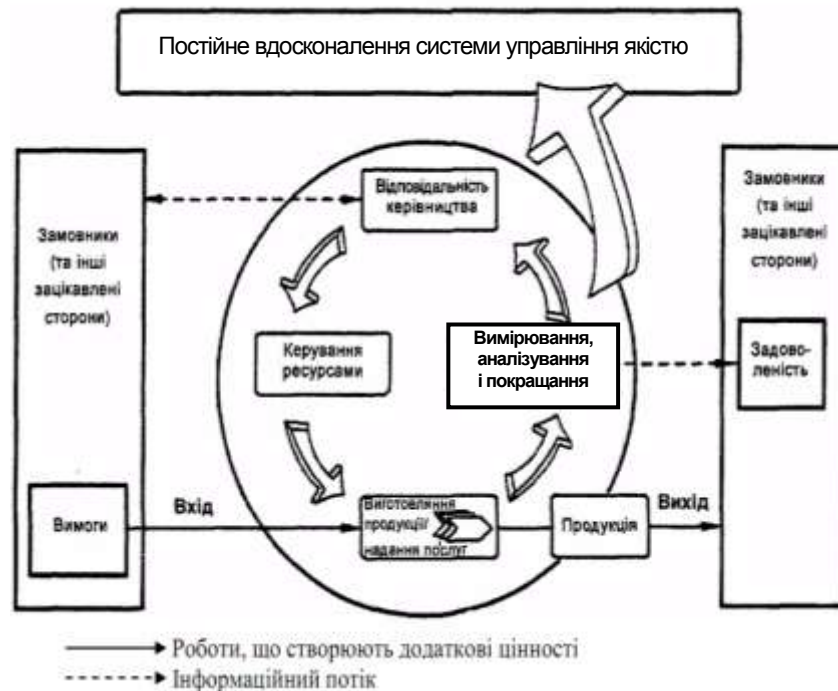 Постійне вдосконалення системи управління якістю
Відповідальність
керівництва
Замовники
(та інші
зацікавлені
сторони)
Замовники
(та інші
зацікавлені
сторони)
Керування
ресурсами
Вимірювання,
аналізування
і покращання
Задово-
леність
Вимоги
Вхід
Виготовляння
продукції/
надання послуг
Продукція
Вихід
Роботи, що створюють додаткові цінності
Інформаційний потік